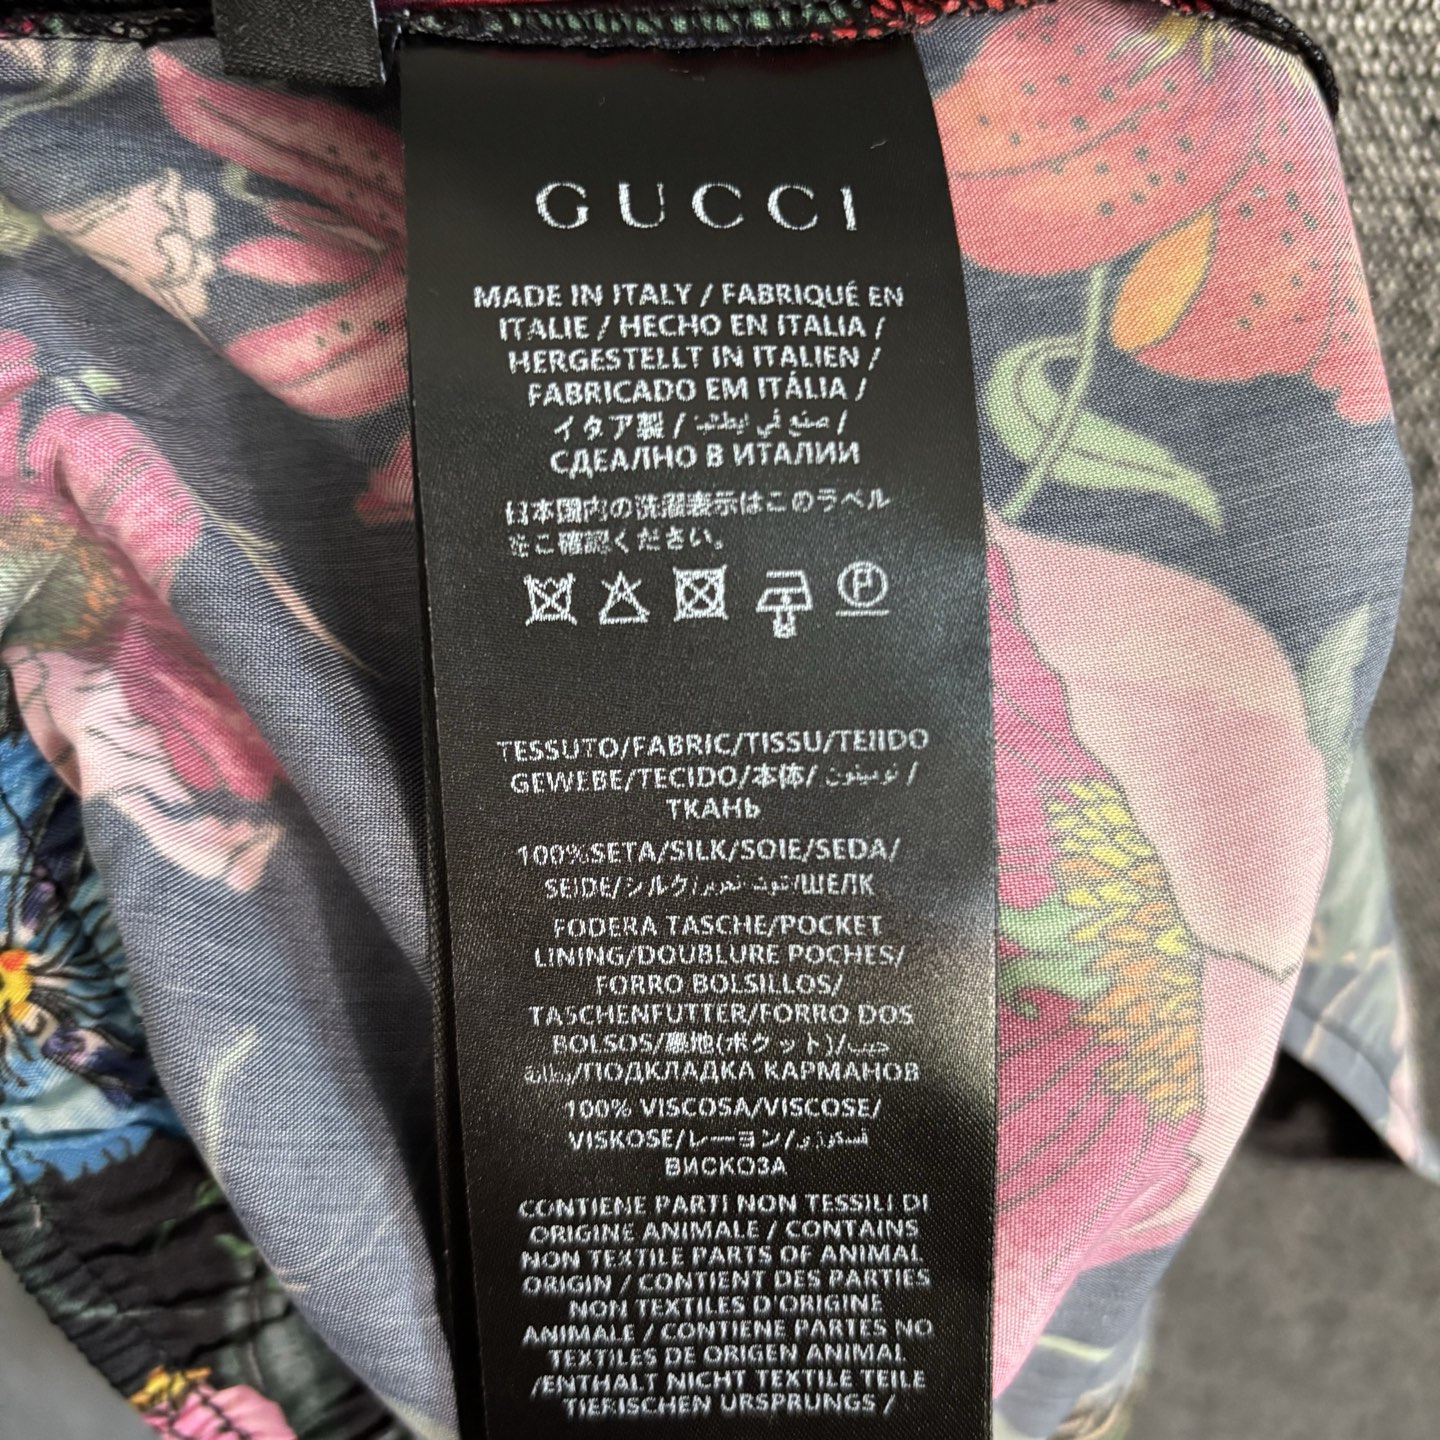 GUCCI
MADE IN ITALY / FABRIQUÉ EN
ITALIE / HECHO EN ITALIA /
HERGESTELLT IN ITALIEN /
FABRICADO EM ITÁLIA /
イタア製 / صنع في /
СДЕЛАНО В ИТАЛИИ
日本国内の洗濯表示はこのラベル
をご確認ください。
P
TESSUTO/FABRIC/TISSU/TEJIDO
GEWEBE/TECIDO/本体/ /
ТКАНЬ
100%SETA/SILK/SOIE/SEDA/
SEIDE/シルク/ /ШЕЛК
FODERA TASCHE/POCKET
LINING/DOUBLURE POCHES/
FORRO BOLSILLOS/
TASCHENFUTTER/FORRO DOS
BOLSOS/裏地(ポケット)/جيب
بطانة/ПОДКЛАДКА КАРМАНОВ
100% VISCOSA/VISCOSE/
VISKOSE/レーヨン/فسكوزي
ВИСКОЗА
CONTIENE PARTI NON TESSILI DI
ORIGINE ANIMALE / CONTAINS
NON TEXTILE PARTS OF ANIMAL
ORIGIN / CONTIENT DES PARTIES
NON TEXTILES D'ORIGINE
ANIMALE / CONTIENE PARTES NO
TEXTILES DE ORIGEN ANIMAL
/ENTHÄLT NICHT TEXTILE TEILE
TIERISCHEN URSPRUNGS /